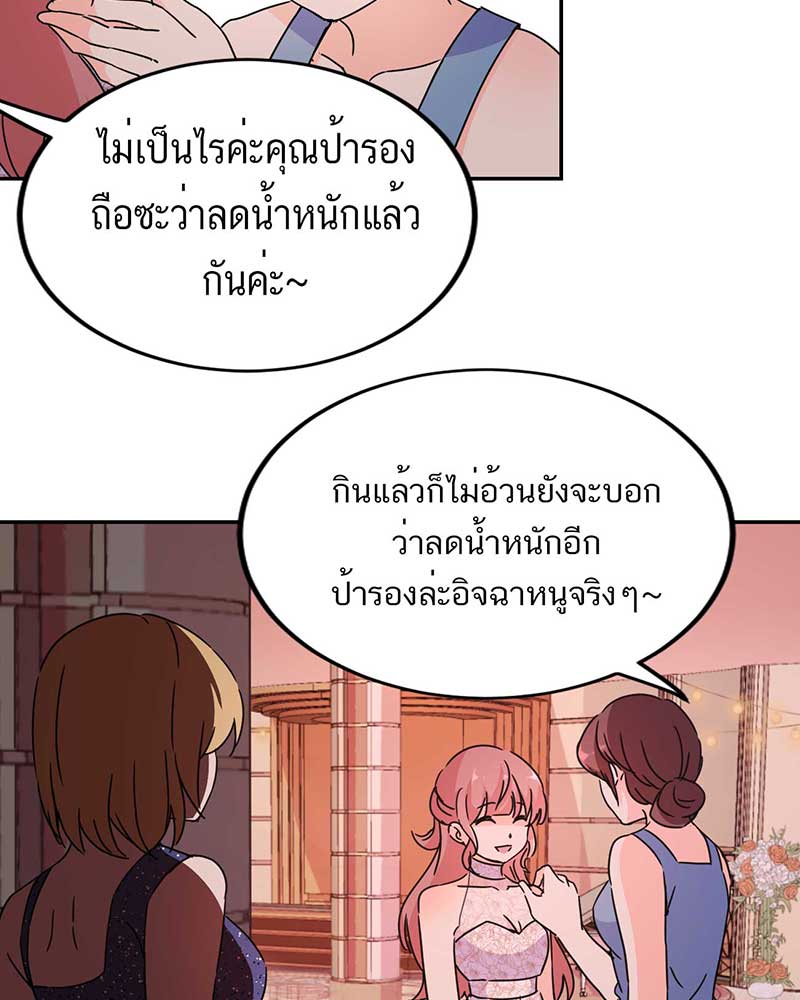 ไม่เป็นไรค่ะคุณป้ารอง
ถือซะว่าลดน้ำหนักแล้ว
กันค่ะ~
กินแล้วก็ไม่อ้วนยังจะบอก
ว่าลดน้ำหนักอีก
ป้ารองล่ะอิจฉาหนูจริงๆ~